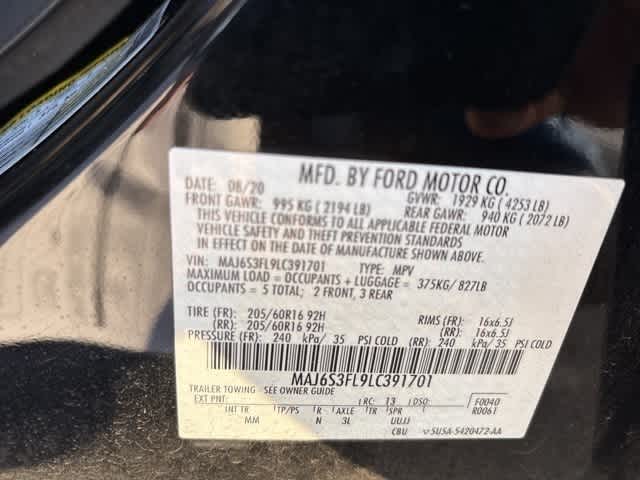 MFD. BY FORD MOTOR CO.
DATE: 08/20 GVWR: 1929 KG ( 4253 LB)
FRONT GAWR: 995 KG ( 2194 LB) REAR GAWR: 940 KG ( 2072 LB)
THIS VEHICLE CONFORMS TO ALL APPLICABLE FEDERAL MOTOR
VEHICLE SAFETY AND THEFT PREVENTION STANDARDS
IN EFFECT ON THE DATE OF MANUFACTURE SHOWN ABOVE.
VIN: MAJ6S3FL9LC391701 TYPE: MPV
MAXIMUM LOAD = OCCUPANTS + LUGGAGE = 375KG/ 827LB
OCCUPANTS = 5 TOTAL; 2 FRONT, 3 REAR
TIRE (FR): 205/60R16 92H RIMS (FR): 16x6.5J
(RR): 205/60R16 92H (RR): 16x6.5J
PRESSURE (FR): 240 kPa/ 35 PSI COLD (RR): 240 kPa/ 35 PSI COLD
MAJ6S3FL9LC391701
TRAILER TOWING - SEE OWNER GUIDE
EXT PNT: RC: 13 DSO: F0040
INT TR TP/PS R AXLE TR SPR R0061
MM N 3L UUJJ
CBU 5U5A-5420472-AA